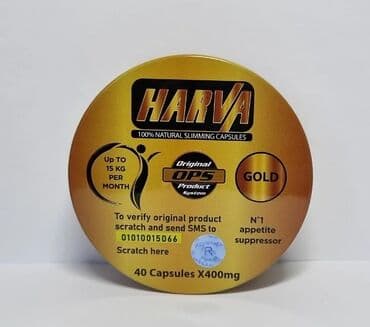 HARVA
100% NATURAL SLIMMING CAPSULES
Up TO
15 KG
PER
MONTH
Original
OPS
Product
System
GOLD
To verify original product
scratch and send SMS to
01010015066
Scratch here
N°1
appetite
suppressor
40 Capsules X400mg